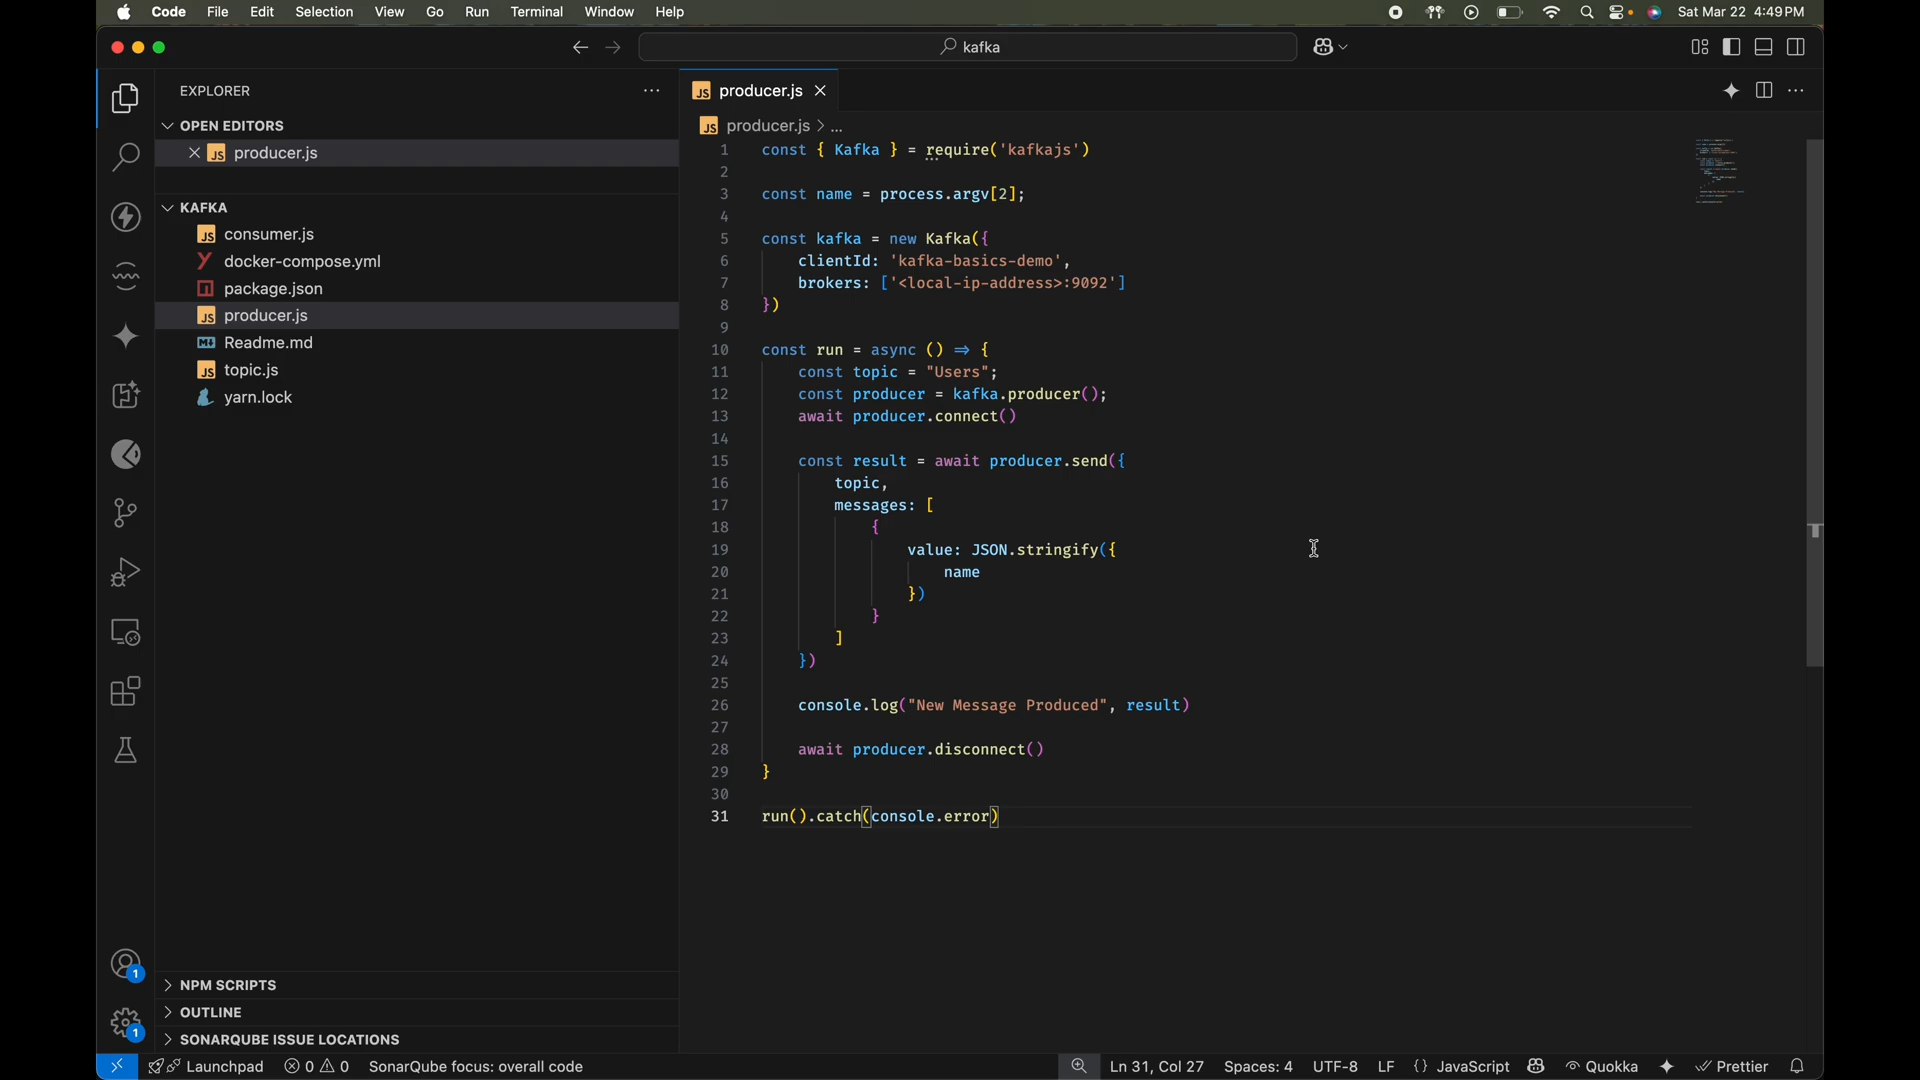 Code File Edit Selection View Go Run Terminal Window Help Sat Mar 22 4:49 PM
kafka
EXPLORER
producer.js
OPEN EDITORS
producer.js > ...
producer.js
KAFKA
consumer.js
docker-compose.yml
package.json
producer.js
Readme.md
topic.js
yarn.lock
1 const { Kafka } = require('kafkajs')
2
3 const name = process.argv[2];
4
5 const kafka = new Kafka({
6 clientId: 'kafka-basics-demo',
7 brokers: ['<local-ip-address>:9092']
8 })
9
10 const run = async () => {
11 const topic = "Users";
12 const producer = kafka.producer();
13 await producer.connect()
14
15 const result = await producer.send({
16 topic,
17 messages: [
18 {
19 value: JSON.stringify({
20 name
21 })
22 }
23 ]
24 })
25
26 console.log("New Message Produced", result)
27
28 await producer.disconnect()
29 }
30
31 run().catch(console.error)
1
1
NPM SCRIPTS
OUTLINE
SONARQUBE ISSUE LOCATIONS
Launchpad 0 0 SonarQube focus: overall code Ln 31, Col 27 Spaces: 4 UTF-8 LF {} JavaScript Quokka Prettier